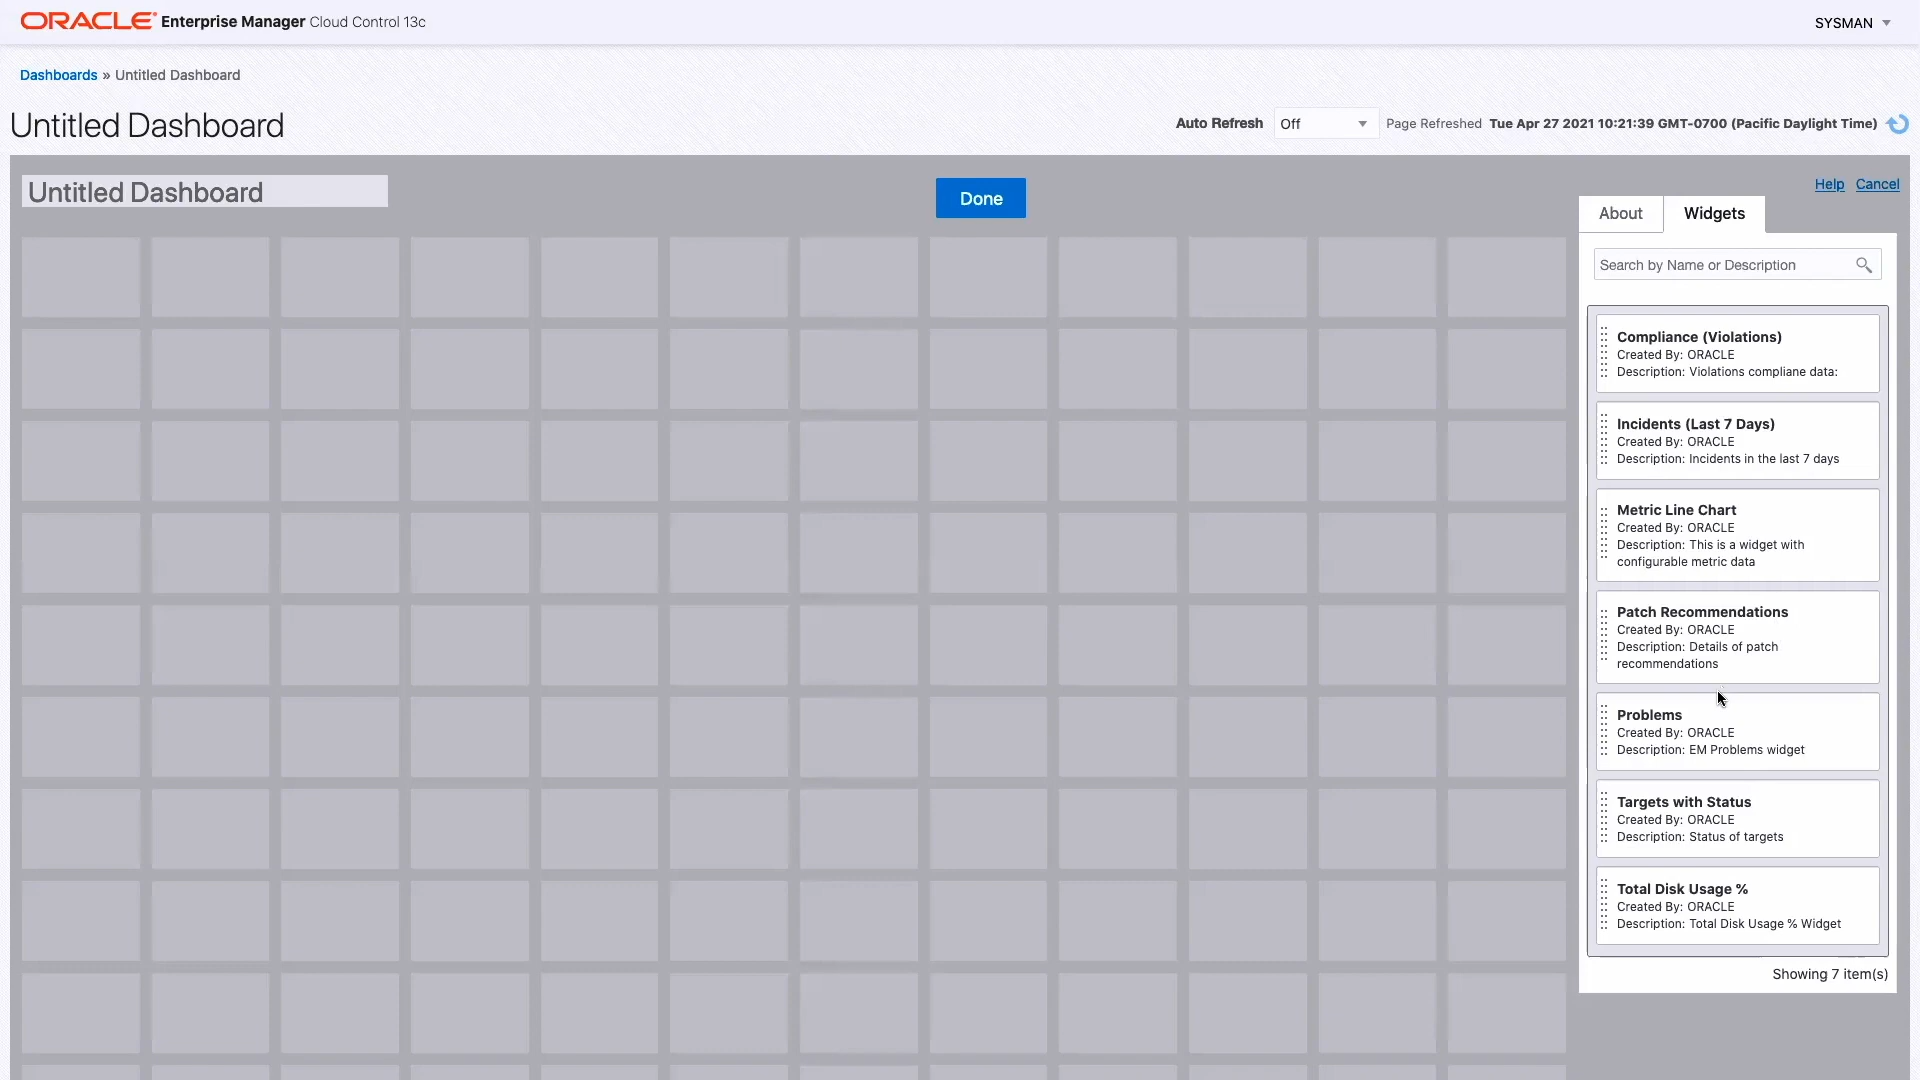 ORACLE Enterprise Manager Cloud Control 13c
SYSMAN
Dashboards » Untitled Dashboard
Untitled Dashboard
Auto Refresh Off Page Refreshed Tue Apr 27 2021 10:21:39 GMT-0700 (Pacific Daylight Time)
Untitled Dashboard
Done
Help Cancel
About Widgets
Search by Name or Description
Compliance (Violations)
Created By: ORACLE
Description: Violations compliane data:
Incidents (Last 7 Days)
Created By: ORACLE
Description: Incidents in the last 7 days
Metric Line Chart
Created By: ORACLE
Description: This is a widget with
configurable metric data
Patch Recommendations
Created By: ORACLE
Description: Details of patch
recommendations
Problems
Created By: ORACLE
Description: EM Problems widget
Targets with Status
Created By: ORACLE
Description: Status of targets
Total Disk Usage %
Created By: ORACLE
Description: Total Disk Usage % Widget
Showing 7 item(s)